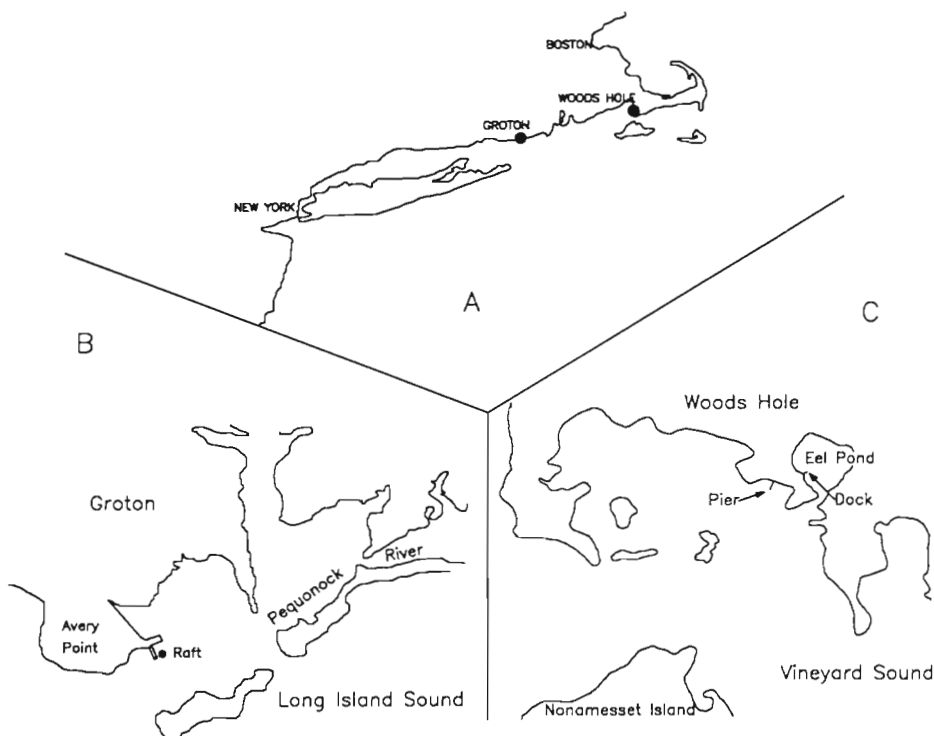 BOSTON
WOODS HOLE
GROTON
NEW YORK
A
B
C
Groton
Pequonock
River
Avery
Point
Raft
Long Island Sound
Woods Hole
Eel Pond
Pier
Dock
Vineyard Sound
Nonamesset Island